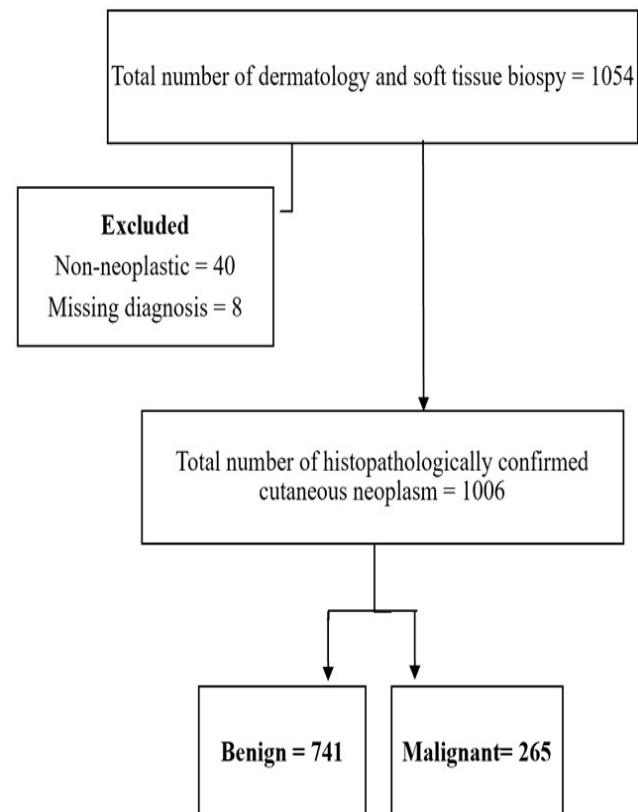 Total number of dermatology and soft tissue biospy = 1054
Excluded
Non-neoplastic = 40
Missing diagnosis = 8
Total number of histopathologically confirmed
cutaneous neoplasm = 1006
Benign = 741
Malignant= 265